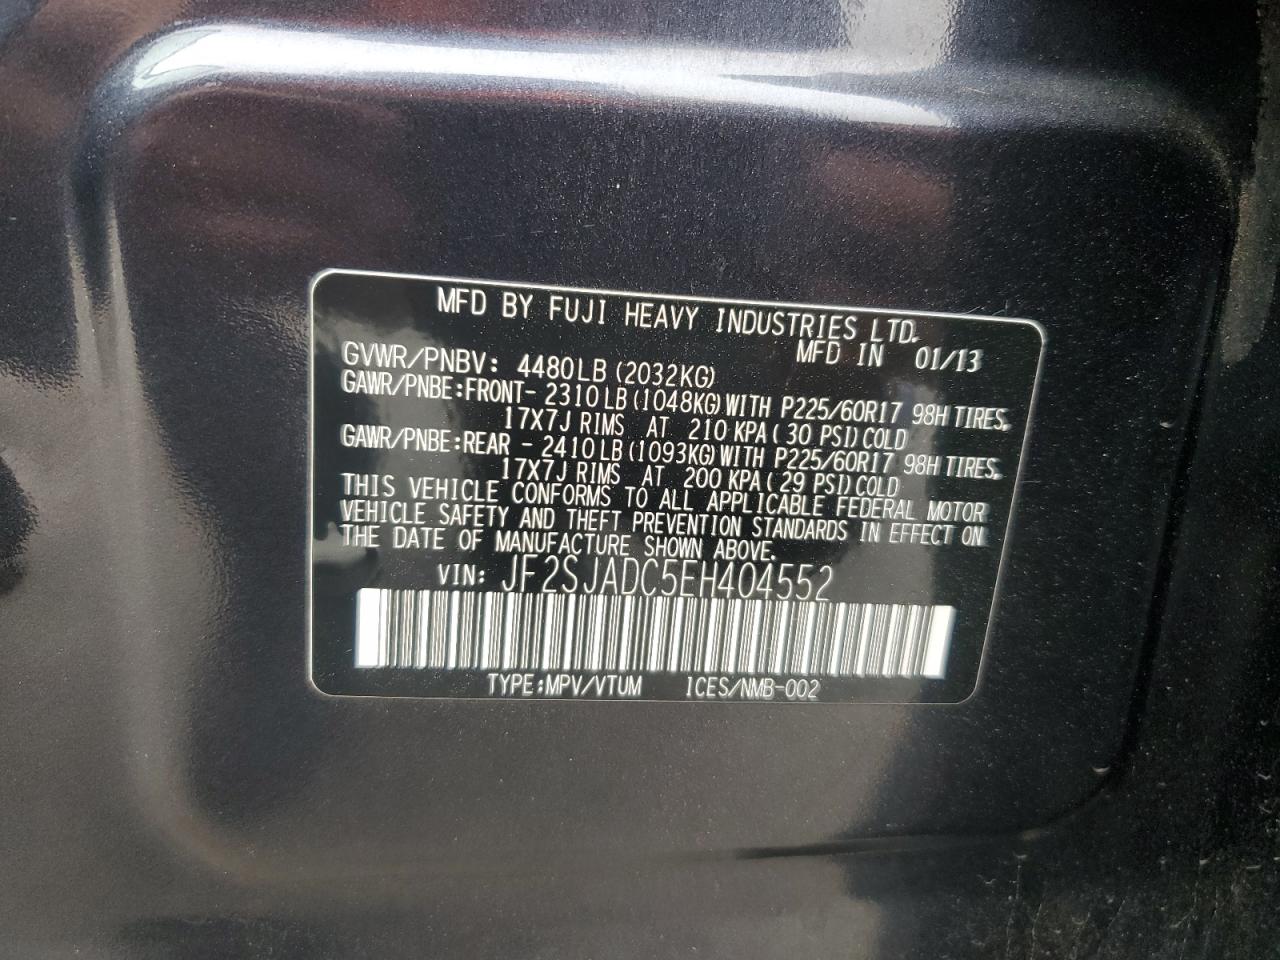 MFD BY FUJI HEAVY INDUSTRIES LTD.
MFD IN 01/13
GVWR/PNBV: 4480LB (2032KG)
GAWR/PNBE:FRONT- 2310LB (1048KG) WITH P225/60R17 98H TIRES.
17X7J RIMS AT 210 KPA ( 30 PSI) COLD
GAWR/PNBE:REAR - 2410LB (1093KG) WITH P225/60R17 98H TIRES.
17X7J RIMS AT 200 KPA ( 29 PSI) COLD
THIS VEHICLE CONFORMS TO ALL APPLICABLE FEDERAL MOTOR
VEHICLE SAFETY AND THEFT PREVENTION STANDARDS IN EFFECT ON
THE DATE OF MANUFACTURE SHOWN ABOVE.
VIN: JF2SJADC5EH404552
TYPE:MPV/VTUM ICES/NMB-002